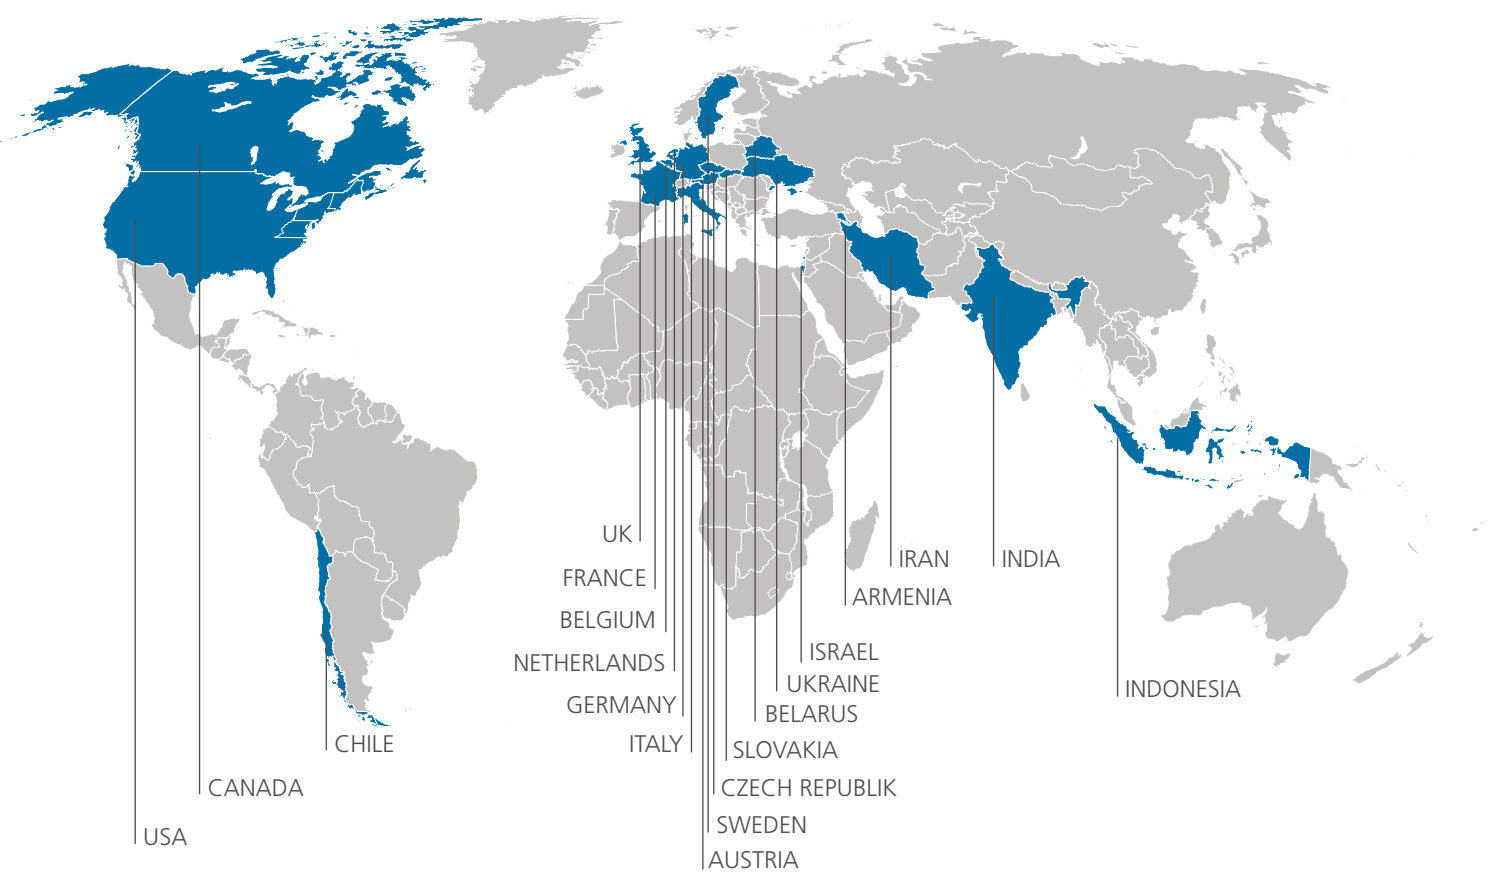 UK
IRAN
INDIA
FRANCE
ARMENIA
BELGIUM
ISRAEL
NETHERLANDS
UKRAINE
INDONESIA
GERMANY
BELARUS
CHILE
ITALY
SLOVAKIA
CANADA
CZECH REPUBLIK
SWEDEN
USA
AUSTRIA